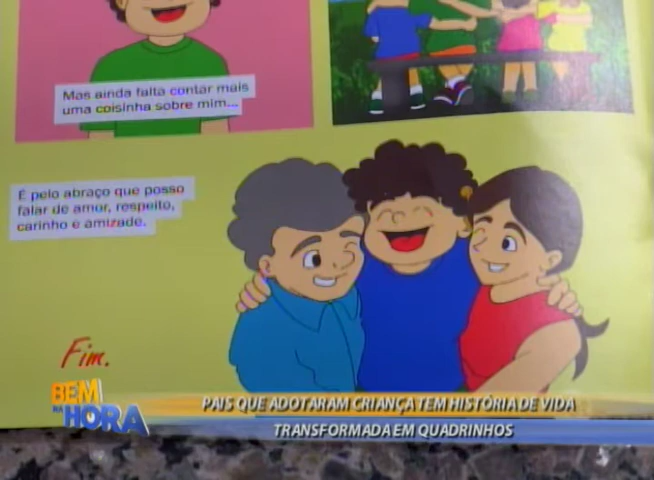 Mas ainda falta contar mais
uma coisinha sobre mim...
É pelo abraço que posso
falar de amor, respeito,
carinho e amizade.
Fim.
BEM
NA
HORA
PAIS QUE ADOTARAM CRIANÇA TEM HISTÓRIA DE VIDA
TRANSFORMADA EM QUADRINHOS